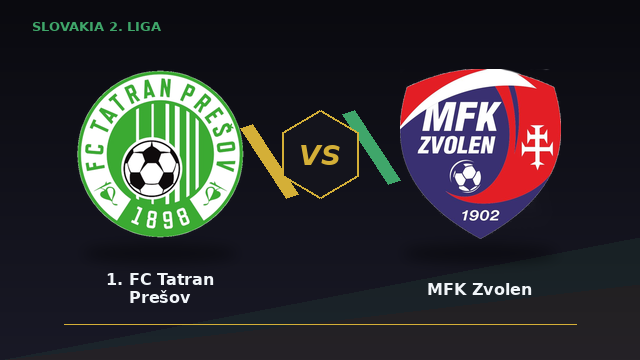 SLOVAKIA 2. LIGA
FC TATRAN PREŠOV
1898
VS
MFK
ZVOLEN
1902
1. FC Tatran
Prešov
MFK Zvolen